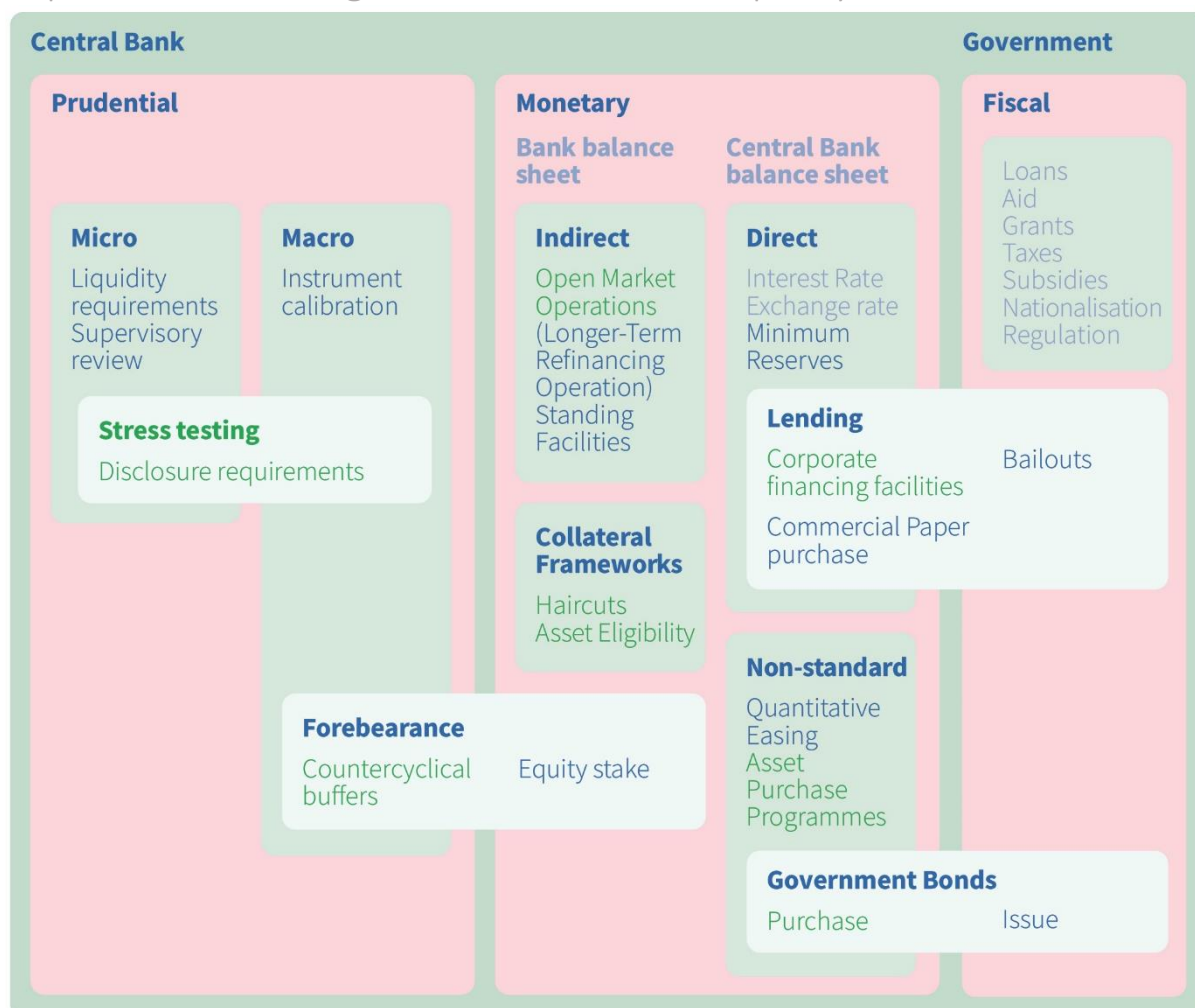 Central Bank
Government
Prudential
Monetary
Fiscal
Bank balance
sheet
Central Bank
balance sheet
Loans
Aid
Grants
Taxes
Subsidies
Nationalisation
Regulation
Micro
Liquidity
requirements
Supervisory
review
Macro
Instrument
calibration
Stress testing
Disclosure requirements
Indirect
Open Market
Operations
(Longer-Term
Refinancing
Operation)
Standing
Facilities
Direct
Interest Rate
Exchange rate
Minimum
Reserves
Lending
Corporate
financing facilities
Bailouts
Commercial Paper
purchase
Collateral
Frameworks
Haircuts
Asset Eligibility
Forebearance
Countercyclical
buffers
Equity stake
Non-standard
Quantitative
Easing
Asset
Purchase
Programmes
Government Bonds
Purchase
Issue